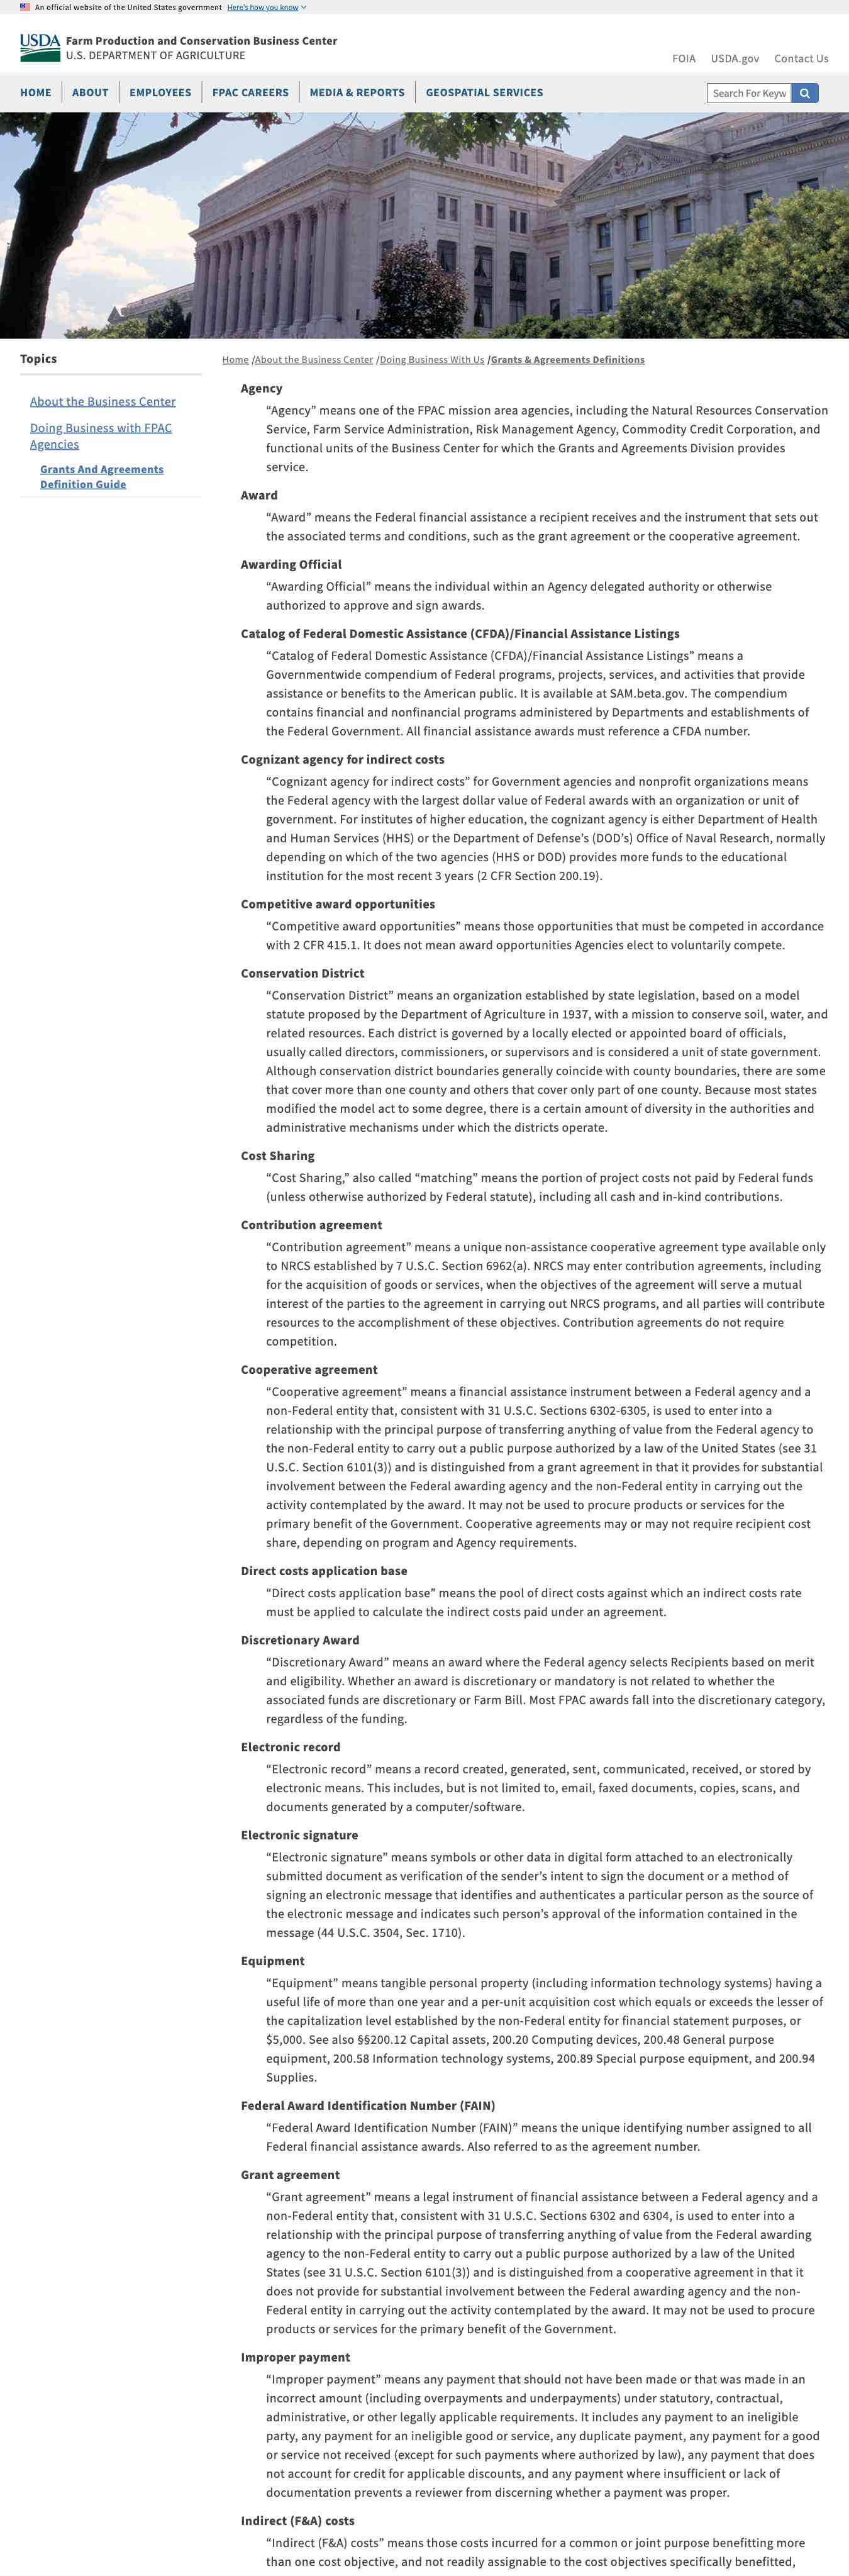 An official website of the United States government Here's how you know
USDA Farm Production and Conservation Business Center
U.S. DEPARTMENT OF AGRICULTURE
FOIA USDA.gov Contact Us
HOME ABOUT EMPLOYEES FPAC CAREERS MEDIA & REPORTS GEOSPATIAL SERVICES
Search For Keyw
Topics
About the Business Center
Doing Business with FPAC
Agencies
Grants And Agreements
Definition Guide
Home /About the Business Center /Doing Business With Us /Grants & Agreements Definitions
Agency
“Agency” means one of the FPAC mission area agencies, including the Natural Resources Conservation
Service, Farm Service Administration, Risk Management Agency, Commodity Credit Corporation, and
functional units of the Business Center for which the Grants and Agreements Division provides
service.
Award
“Award” means the Federal financial assistance a recipient receives and the instrument that sets out
the associated terms and conditions, such as the grant agreement or the cooperative agreement.
Awarding Official
“Awarding Official” means the individual within an Agency delegated authority or otherwise
authorized to approve and sign awards.
Catalog of Federal Domestic Assistance (CFDA)/Financial Assistance Listings
“Catalog of Federal Domestic Assistance (CFDA)/Financial Assistance Listings” means a
Governmentwide compendium of Federal programs, projects, services, and activities that provide
assistance or benefits to the American public. It is available at SAM.beta.gov. The compendium
contains financial and nonfinancial programs administered by Departments and establishments of
the Federal Government. All financial assistance awards must reference a CFDA number.
Cognizant agency for indirect costs
“Cognizant agency for indirect costs” for Government agencies and nonprofit organizations means
the Federal agency with the largest dollar value of Federal awards with an organization or unit of
government. For institutes of higher education, the cognizant agency is either Department of Health
and Human Services (HHS) or the Department of Defense’s (DOD’s) Office of Naval Research, normally
depending on which of the two agencies (HHS or DOD) provides more funds to the educational
institution for the most recent 3 years (2 CFR Section 200.19).
Competitive award opportunities
“Competitive award opportunities” means those opportunities that must be competed in accordance
with 2 CFR 415.1. It does not mean award opportunities Agencies elect to voluntarily compete.
Conservation District
“Conservation District” means an organization established by state legislation, based on a model
statute proposed by the Department of Agriculture in 1937, with a mission to conserve soil, water, and
related resources. Each district is governed by a locally elected or appointed board of officials,
usually called directors, commissioners, or supervisors and is considered a unit of state government.
Although conservation district boundaries generally coincide with county boundaries, there are some
that cover more than one county and others that cover only part of one county. Because most states
modified the model act to some degree, there is a certain amount of diversity in the authorities and
administrative mechanisms under which the districts operate.
Cost Sharing
“Cost Sharing,” also called “matching” means the portion of project costs not paid by Federal funds
(unless otherwise authorized by Federal statute), including all cash and in-kind contributions.
Contribution agreement
“Contribution agreement” means a unique non-assistance cooperative agreement type available only
to NRCS established by 7 U.S.C. Section 6962(a). NRCS may enter contribution agreements, including
for the acquisition of goods or services, when the objectives of the agreement will serve a mutual
interest of the parties to the agreement in carrying out NRCS programs, and all parties will contribute
resources to the accomplishment of these objectives. Contribution agreements do not require
competition.
Cooperative agreement
“Cooperative agreement” means a financial assistance instrument between a Federal agency and a
non-Federal entity that, consistent with 31 U.S.C. Sections 6302-6305, is used to enter into a
relationship with the principal purpose of transferring anything of value from the Federal agency to
the non-Federal entity to carry out a public purpose authorized by a law of the United States (see 31
U.S.C. Section 6101(3)) and is distinguished from a grant agreement in that it provides for substantial
involvement between the Federal awarding agency and the non-Federal entity in carrying out the
activity contemplated by the award. It may not be used to procure products or services for the
primary benefit of the Government. Cooperative agreements may or may not require recipient cost
share, depending on program and Agency requirements.
Direct costs application base
“Direct costs application base” means the pool of direct costs against which an indirect costs rate
must be applied to calculate the indirect costs paid under an agreement.
Discretionary Award
“Discretionary Award” means an award where the Federal agency selects Recipients based on merit
and eligibility. Whether an award is discretionary or mandatory is not related to whether the
associated funds are discretionary or Farm Bill. Most FPAC awards fall into the discretionary category,
regardless of the funding.
Electronic record
“Electronic record” means a record created, generated, sent, communicated, received, or stored by
electronic means. This includes, but is not limited to, email, faxed documents, copies, scans, and
documents generated by a computer/software.
Electronic signature
“Electronic signature” means symbols or other data in digital form attached to an electronically
submitted document as verification of the sender’s intent to sign the document or a method of
signing an electronic message that identifies and authenticates a particular person as the source of
the electronic message and indicates such person’s approval of the information contained in the
message (44 U.S.C. 3504, Sec. 1710).
Equipment
“Equipment” means tangible personal property (including information technology systems) having a
useful life of more than one year and a per-unit acquisition cost which equals or exceeds the lesser of
the capitalization level established by the non-Federal entity for financial statement purposes, or
$5,000. See also §§200.12 Capital assets, 200.20 Computing devices, 200.48 General purpose
equipment, 200.58 Information technology systems, 200.89 Special purpose equipment, and 200.94
Supplies.
Federal Award Identification Number (FAIN)
“Federal Award Identification Number (FAIN)” means the unique identifying number assigned to all
Federal financial assistance awards. Also referred to as the agreement number.
Grant agreement
“Grant agreement” means a legal instrument of financial assistance between a Federal agency and a
non-Federal entity that, consistent with 31 U.S.C. Sections 6302 and 6304, is used to enter into a
relationship with the principal purpose of transferring anything of value from the Federal awarding
agency to the non-Federal entity to carry out a public purpose authorized by a law of the United
States (see 31 U.S.C. Section 6101(3)) and is distinguished from a cooperative agreement in that it
does not provide for substantial involvement between the Federal awarding agency and the non-
Federal entity in carrying out the activity contemplated by the award. It may not be used to procure
products or services for the primary benefit of the Government.
Improper payment
“Improper payment” means any payment that should not have been made or that was made in an
incorrect amount (including overpayments and underpayments) under statutory, contractual,
administrative, or other legally applicable requirements. It includes any payment to an ineligible
party, any payment for an ineligible good or service, any duplicate payment, any payment for a good
or service not received (except for such payments where authorized by law), any payment that does
not account for credit for applicable discounts, and any payment where insufficient or lack of
documentation prevents a reviewer from discerning whether a payment was proper.
Indirect (F&A) costs
“Indirect (F&A) costs” means those costs incurred for a common or joint purpose benefitting more
than one cost objective, and not readily assignable to the cost objectives specifically benefitted,